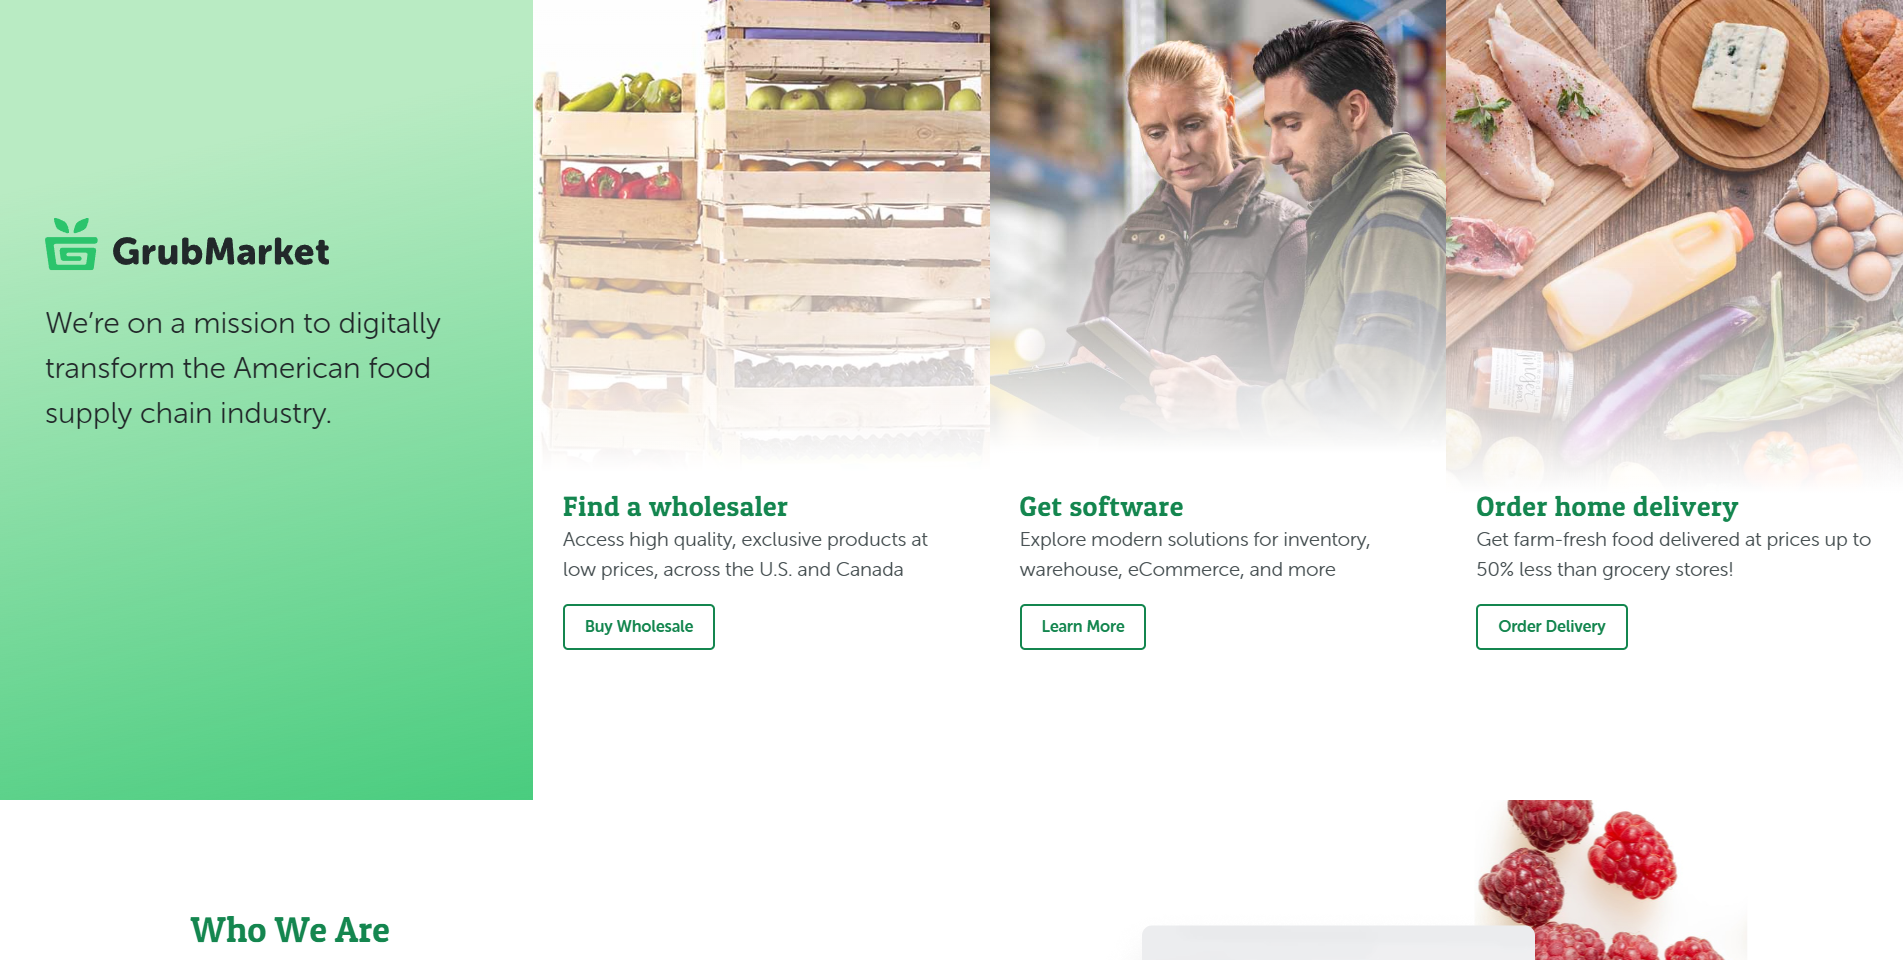 GrubMarket
We’re on a mission to digitally
transform the American food
supply chain industry.
Find a wholesaler
Access high quality, exclusive products at
low prices, across the U.S. and Canada
Buy Wholesale
Get software
Explore modern solutions for inventory,
warehouse, eCommerce, and more
Learn More
Order home delivery
Get farm-fresh food delivered at prices up to
50% less than grocery stores!
Order Delivery
Who We Are